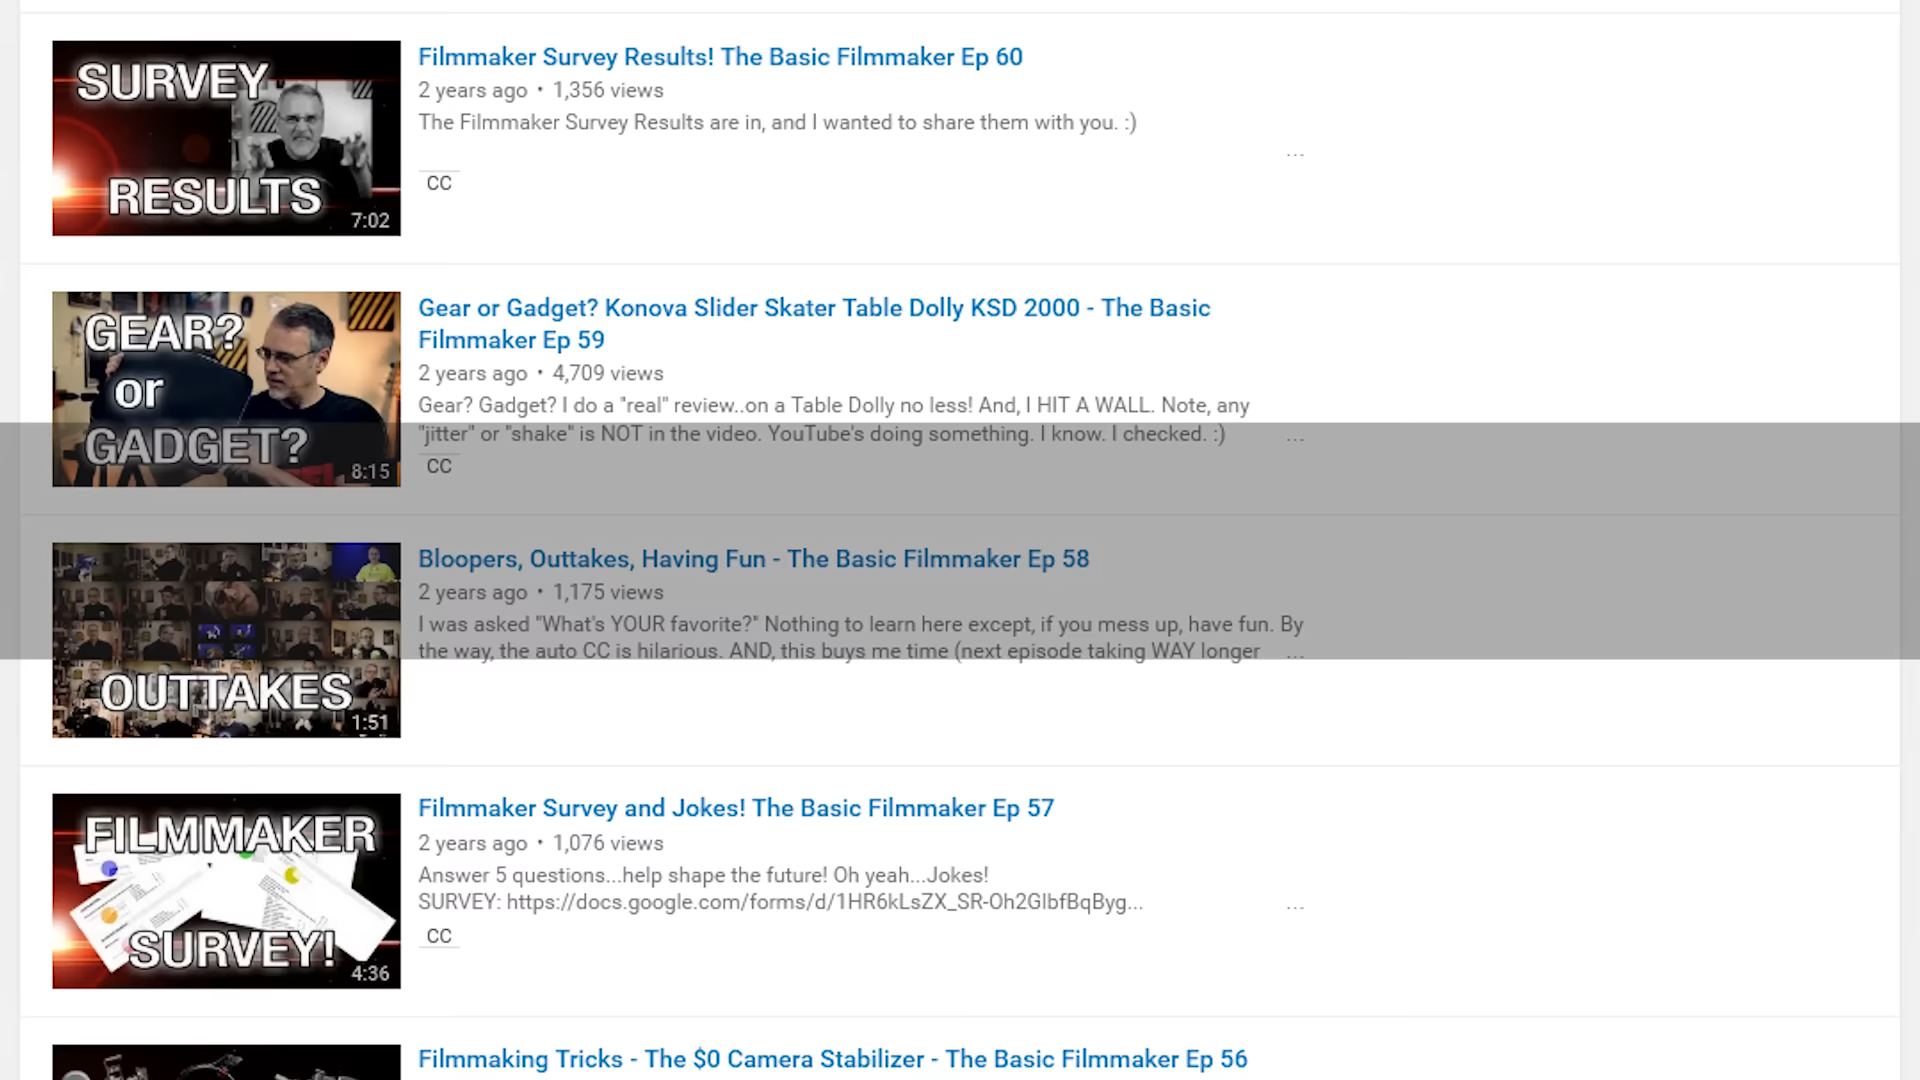 SURVEY
RESULTS
7:02
Filmmaker Survey Results! The Basic Filmmaker Ep 60
2 years ago • 1,356 views
The Filmmaker Survey Results are in, and I wanted to share them with you. :)
...
CC
GEAR?
or
GADGET?
8:15
Gear or Gadget? Konova Slider Skater Table Dolly KSD 2000 - The Basic
Filmmaker Ep 59
2 years ago • 4,709 views
Gear? Gadget? I do a "real" review..on a Table Dolly no less! And, I HIT A WALL. Note, any
"jitter" or "shake" is NOT in the video. YouTube's doing something. I know. I checked. :) ...
CC
OUTTAKES
1:51
Bloopers, Outtakes, Having Fun - The Basic Filmmaker Ep 58
2 years ago • 1,175 views
I was asked "What's YOUR favorite?" Nothing to learn here except, if you mess up, have fun. By
the way, the auto CC is hilarious. AND, this buys me time (next episode taking WAY longer ...
FILMMAKER
SURVEY!
4:36
Filmmaker Survey and Jokes! The Basic Filmmaker Ep 57
2 years ago • 1,076 views
Answer 5 questions...help shape the future! Oh yeah...Jokes!
SURVEY: https://docs.google.com/forms/d/1HR6kLsZX_SR-Oh2GlbfBqByg... ...
CC
Filmmaking Tricks - The $0 Camera Stabilizer - The Basic Filmmaker Ep 56